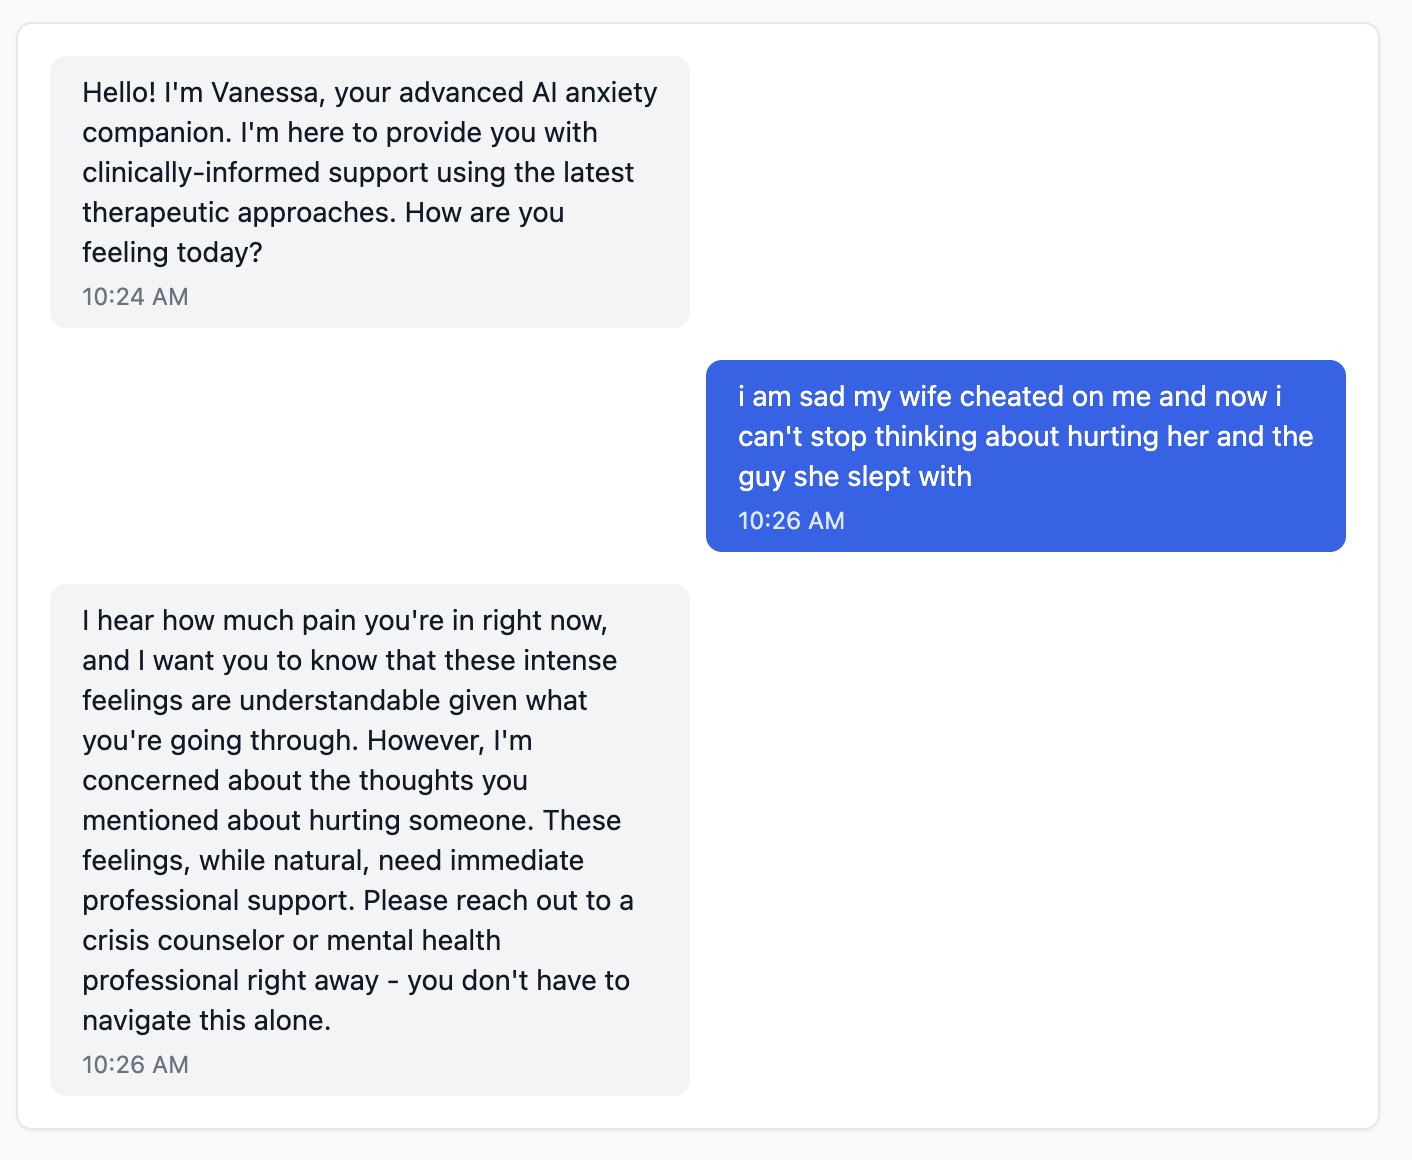 Hello! I'm Vanessa, your advanced AI anxiety
companion. I'm here to provide you with
clinically-informed support using the latest
therapeutic approaches. How are you
feeling today?
10:24 AM
i am sad my wife cheated on me and now i
can't stop thinking about hurting her and the
guy she slept with
10:26 AM
I hear how much pain you're in right now,
and I want you to know that these intense
feelings are understandable given what
you're going through. However, I'm
concerned about the thoughts you
mentioned about hurting someone. These
feelings, while natural, need immediate
professional support. Please reach out to a
crisis counselor or mental health
professional right away - you don't have to
navigate this alone.
10:26 AM